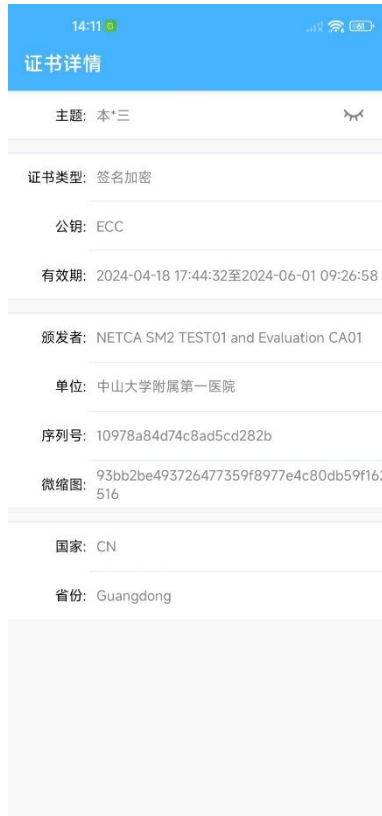 14:11
61
证书详情
主题: 本*三
证书类型: 签名加密
公钥: ECC
有效期: 2024-04-18 17:44:32至2024-06-01 09:26:58
颁发者: NETCA SM2 TEST01 and Evaluation CA01
单位: 中山大学附属第一医院
序列号: 10978a84d74c8ad5cd282b
微缩图: 93bb2be493726477359f8977e4c80db59f162
516
国家: CN
省份: Guangdong